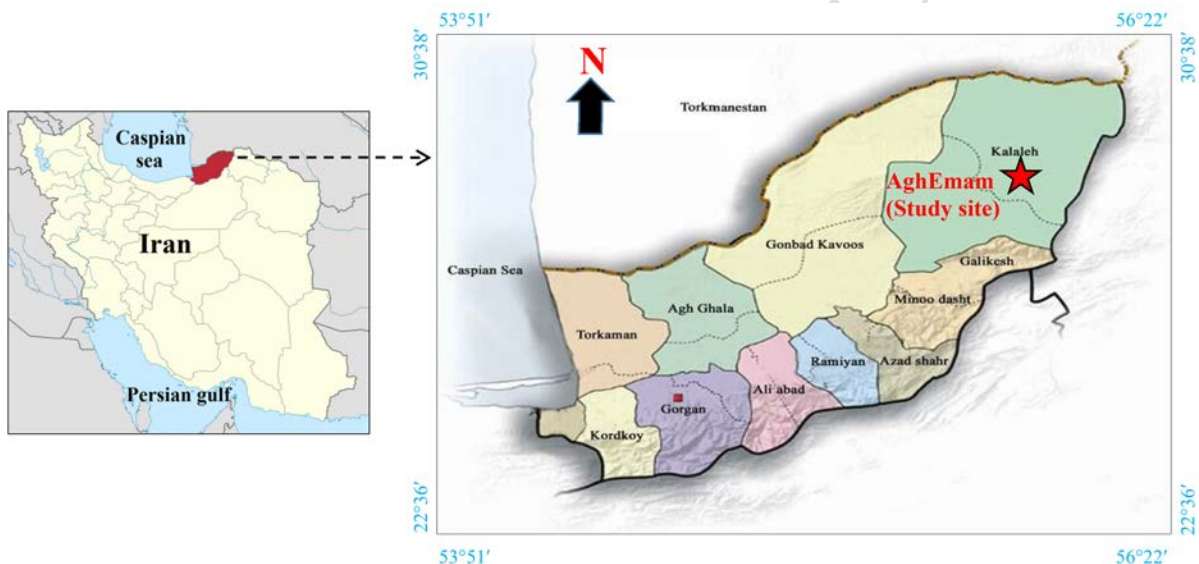 Caspian
sea
Iran
Persian gulf
53°51′
56°22′
30°38′
30°38′
N
Torkmanestan
Kalaleh
AghEmam
(Study site)
Gonbad Kavoos
Galikesh
Caspian Sea
Agh Ghala
Minoo dasht
Torkaman
Ramiyan
Azad shahr
Ali abad
Gorgan
Kordkoy
22°36′
22°36′
53°51′
56°22′